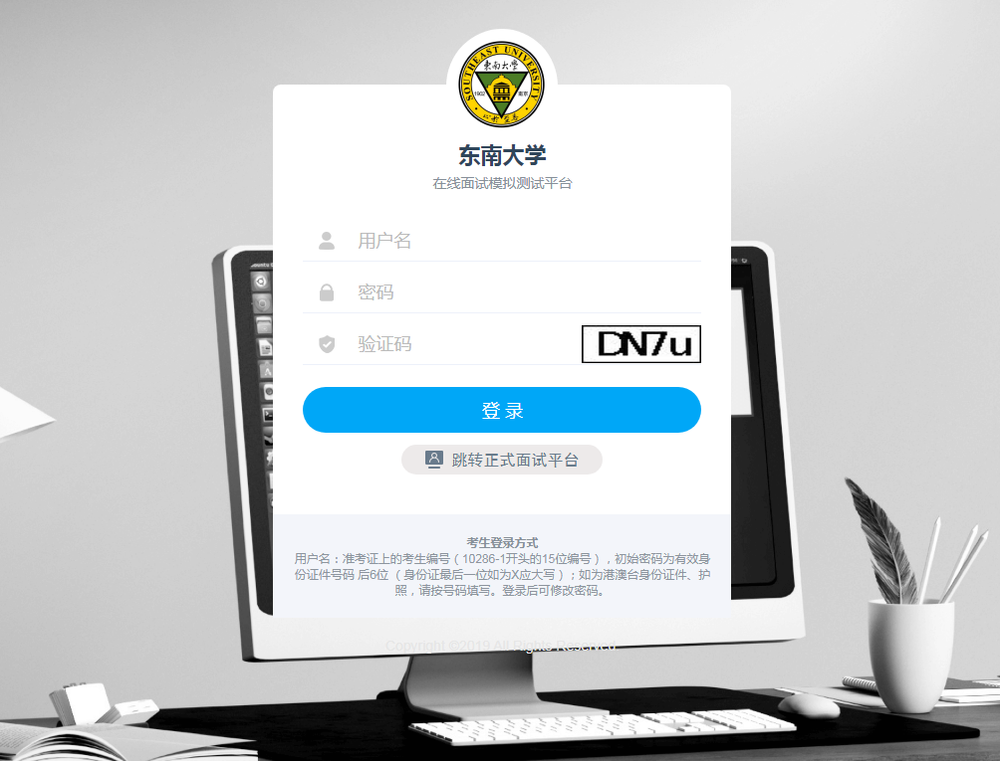 SOUTHEAST UNIVERSITY
东南大学
1902 南京
东南大学
在线面试模拟测试平台
用户名
密码
验证码
DN7u
登 录
跳转正式面试平台
考生登录方式
用户名：准考证上的考生编号（10286-1开头的15位编号），初始密码为有效身
份证件号码 后6位 （身份证最后一位如为X应大写）；如为港澳台身份证件、护
照，请按号码填写。登录后可修改密码。
Copyright ©2019 All Rights Reserved